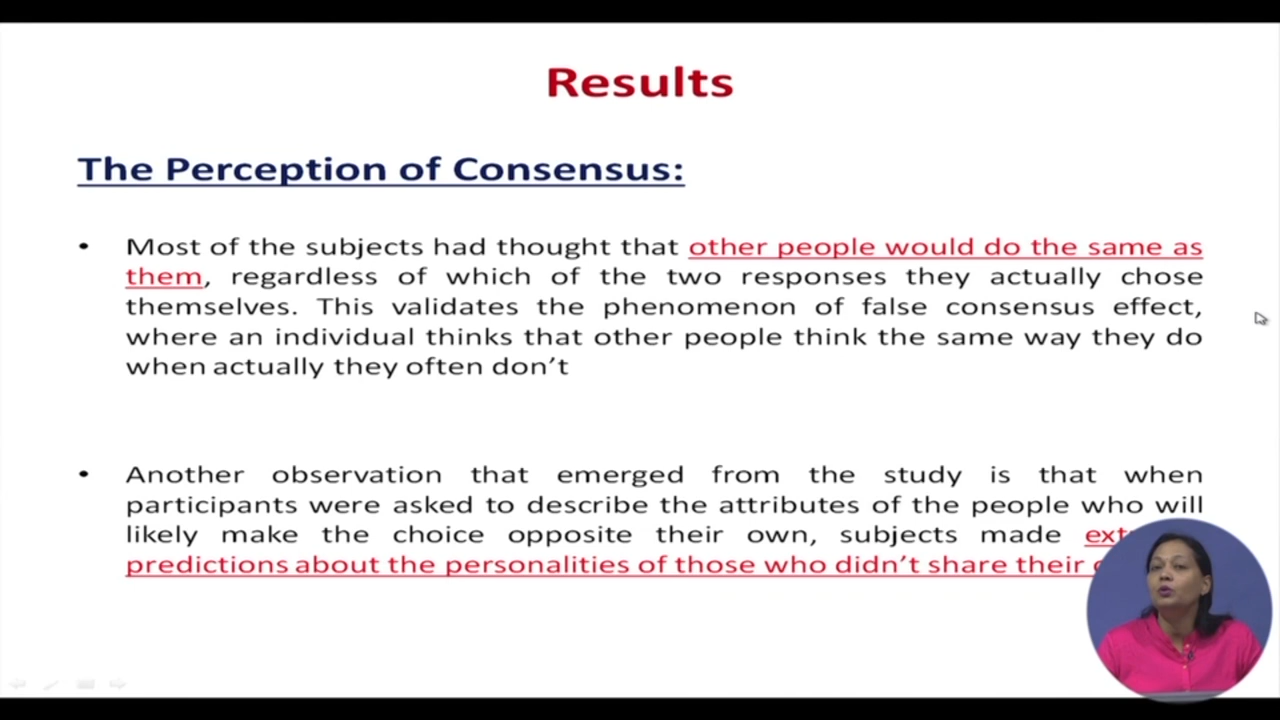 Results
The Perception of Consensus:
• Most of the subjects had thought that other people would do the same as
them, regardless of which of the two responses they actually chose
themselves. This validates the phenomenon of false consensus effect,
where an individual thinks that other people think the same way they do
when actually they often don’t
• Another observation that emerged from the study is that when
participants were asked to describe the attributes of the people who will
likely make the choice opposite their own, subjects made
predictions about the personalities of those who didn’t share their